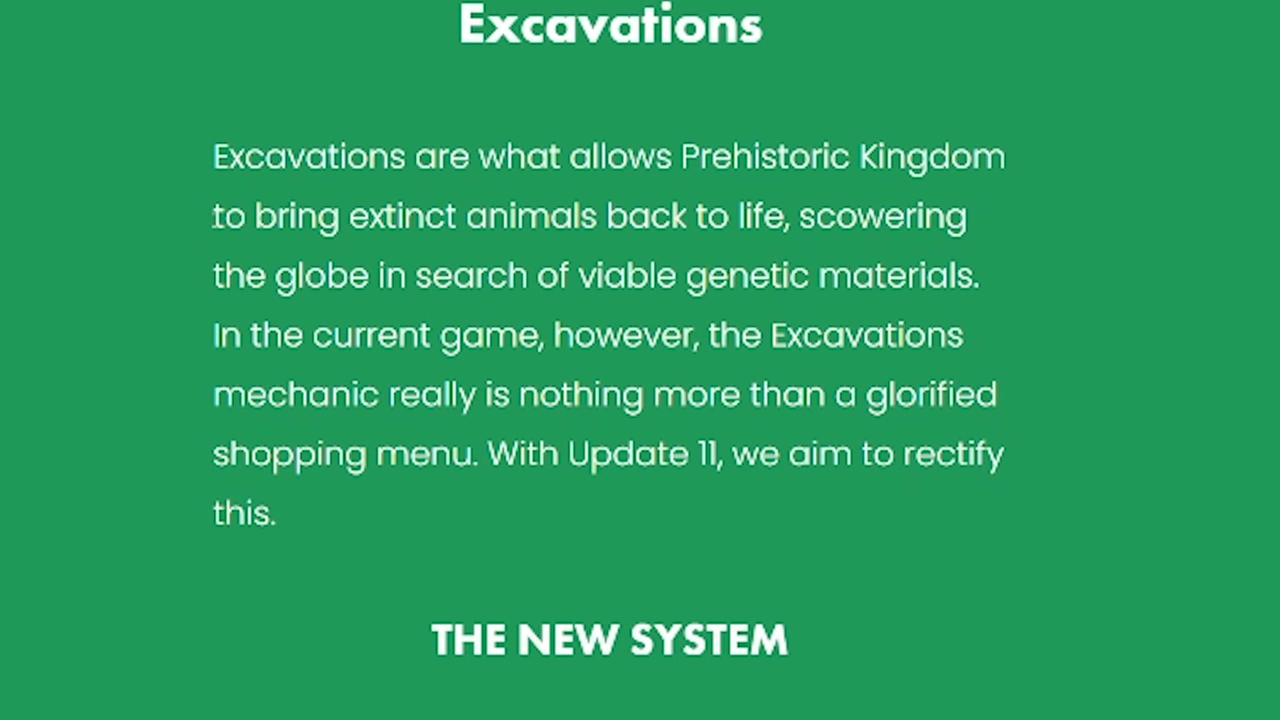 Excavations
Excavations are what allows Prehistoric Kingdom
to bring extinct animals back to life, scowering
the globe in search of viable genetic materials.
In the current game, however, the Excavations
mechanic really is nothing more than a glorified
shopping menu. With Update 11, we aim to rectify
this.
THE NEW SYSTEM